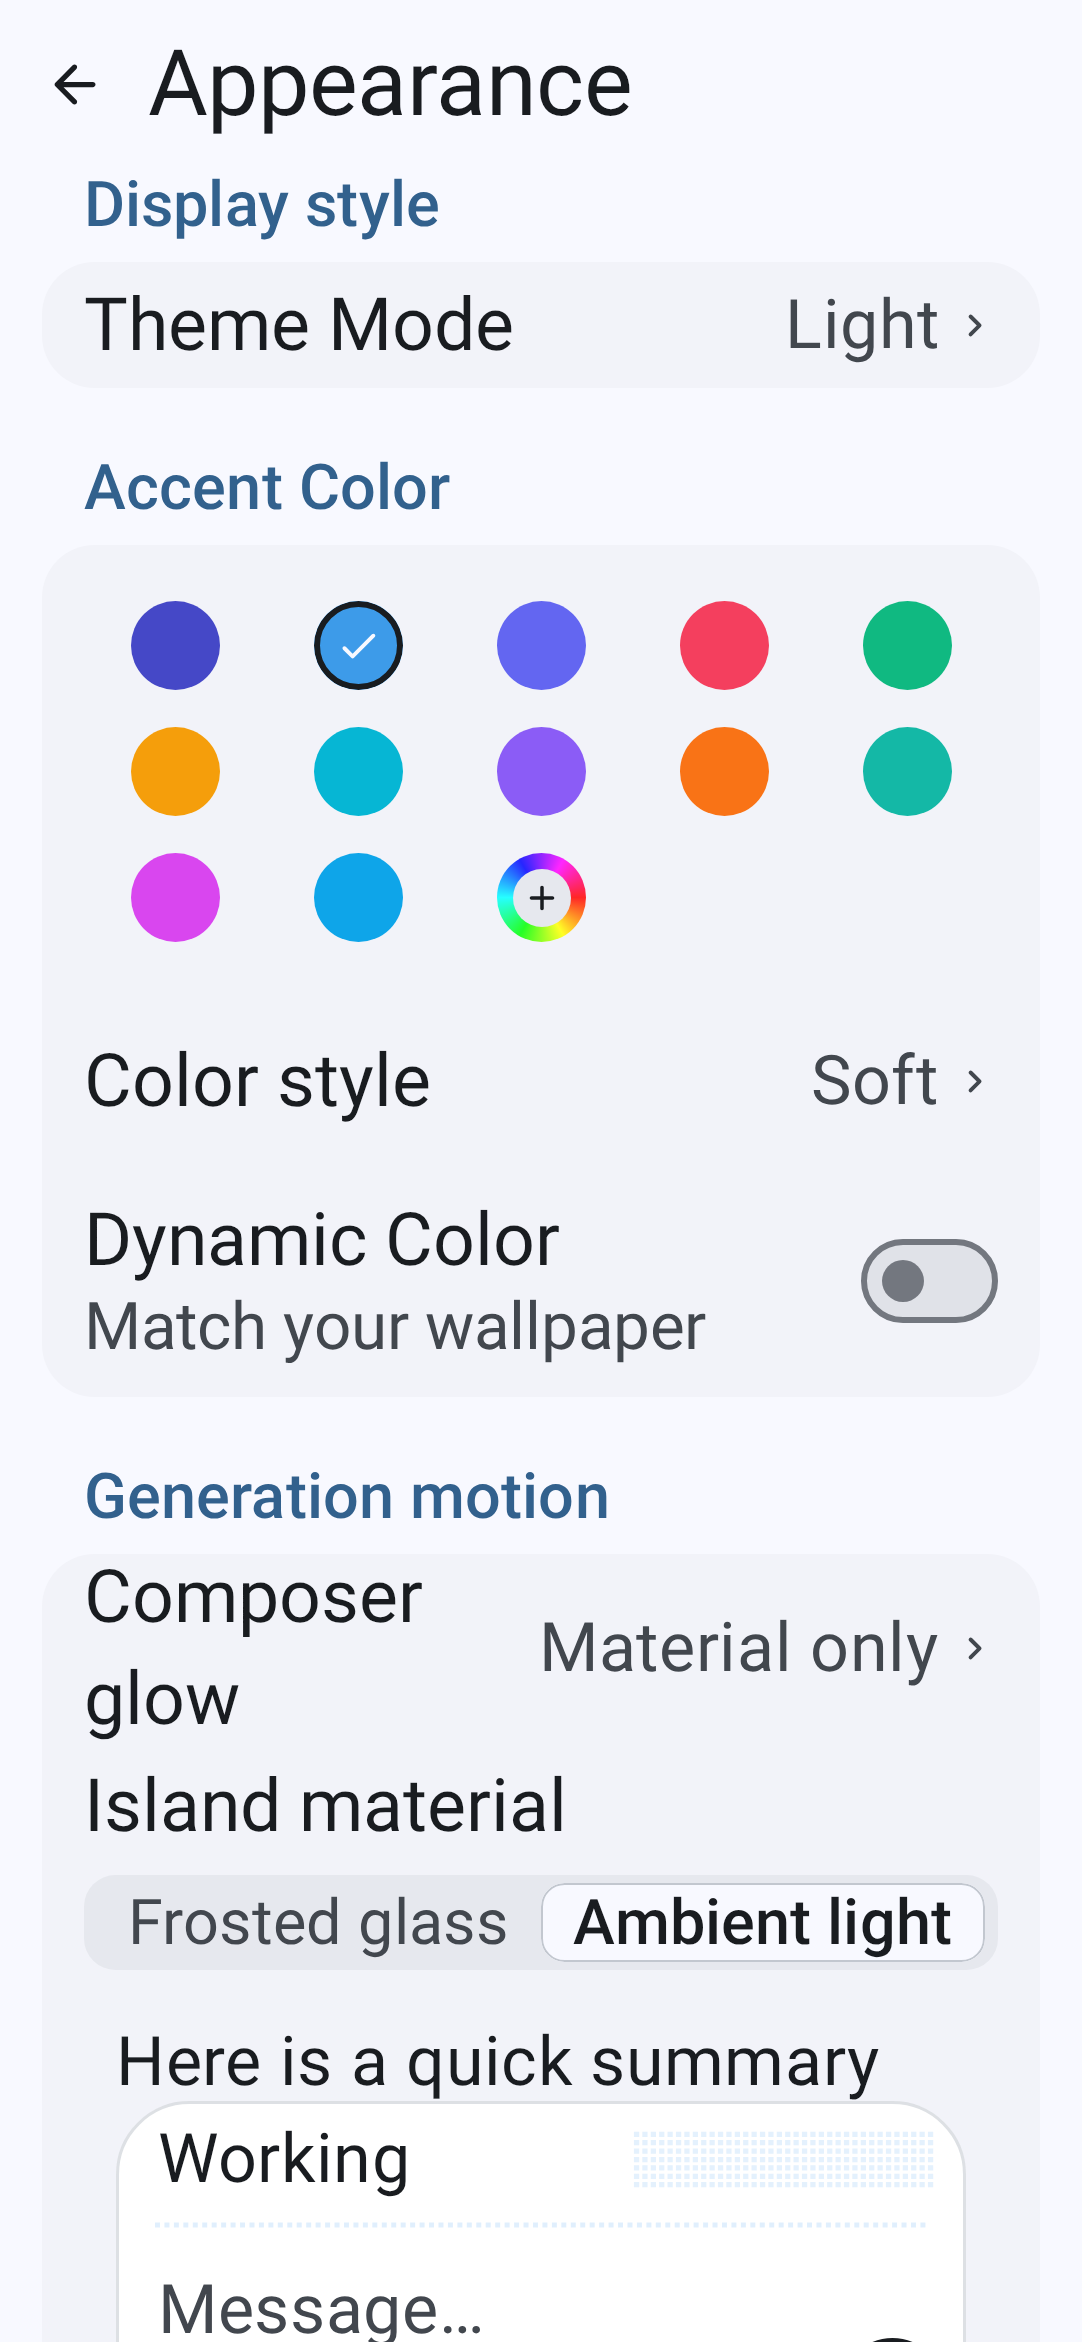 Appearance
Display style
Theme Mode
Light
Accent Color
Color style
Soft
Dynamic Color
Match your wallpaper
Generation motion
Composer
glow
Material only
Island material
Frosted glass
Ambient light
Here is a quick summary
Working
Message…